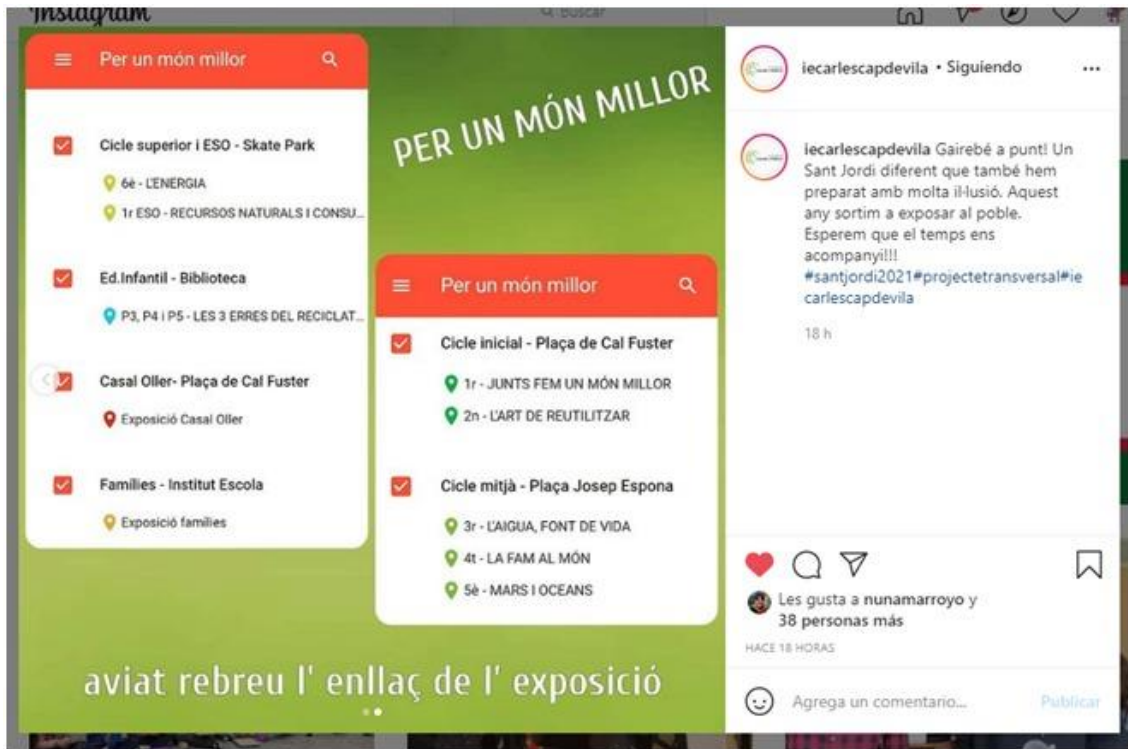 Instagram
Buscar
Per un món millor
Cicle superior i ESO - Skate Park
6è - L'ENERGIA
1r ESO - RECURSOS NATURALS I CONSU...
Ed.Infantil - Biblioteca
P3, P4 i P5 - LES 3 ERRES DEL RECICLAT...
Casal Oller- Plaça de Cal Fuster
Exposició Casal Oller
Famílies - Institut Escola
Exposició famílies
PER UN MÓN MILLOR
Per un món millor
Cicle inicial - Plaça de Cal Fuster
1r - JUNTS FEM UN MÓN MILLOR
2n - L'ART DE REUTILITZAR
Cicle mitjà - Plaça Josep Espona
3r - L'AIGUA, FONT DE VIDA
4t - LA FAM AL MÓN
5è - MARS I OCEANS
aviat rebreu l' enllaç de l' exposició
iecarlescapdevila • Siguiendo
iecarlescapdevila Gairebé a punt! Un
Sant Jordi diferent que també hem
preparat amb molta il·lusió. Aquest
any sortim a exposar al poble.
Esperem que el temps ens
acompanyi!!!
#santjordi2021#projectetransversal#ie
carlescapdevila
18 h
Les gusta a nunamarroyo y
38 personas más
HACE 18 HORAS
Agrega un comentario... Publicar